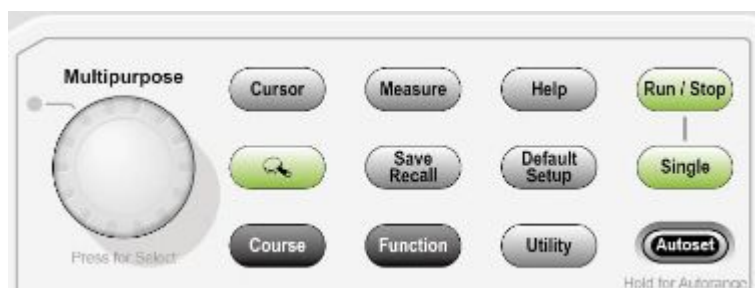 Multipurpose
Cursor
Measure
Help
Run / Stop
Save
Recall
Default
Setup
Single
Course
Function
Utility
Autoset
Press for Select
Hold for Autorange